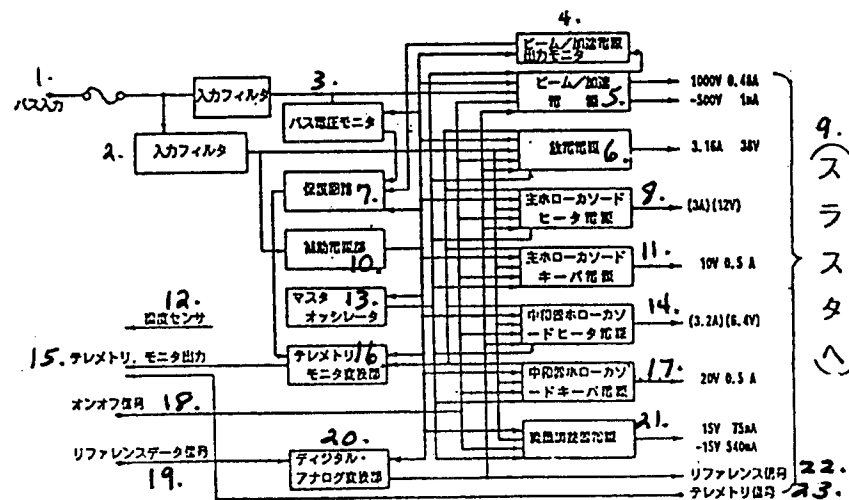 4.
ビーム/加速電源
出力モニタ
1.
バス入力
入力フィルタ
3.
ビーム/加速
電源 5.
1000V 0.48A
-500V 1mA
バス電圧モニタ
2. 入力フィルタ
放電電源
6.
3.16A 38V
9.
(スラスタへ)
保護回路
7.
主ホローカソード
ヒータ電源
8.
(3A)(12V)
補助電源部
10.
主ホローカソード
キーパ電源
11.
10V 0.5A
12.
温度センサ
マスタ 13.
オッシレータ
中和器ホローカソ
ードヒータ電源
14.
(3.2A)(6.4V)
15. テレメトリ、モニタ出力
テレメトリ 16.
モニタ変換部
中和器ホローカソ
ードキーパ電源
17.
20V 0.5A
オンオフ信号 18.
21.
15V 75mA
-15V 540mA
20.
リファレンスデータ信号
19.
ディジタル・
アナログ変換部
リファレンス信号 22.
テレメトリ信号 23.